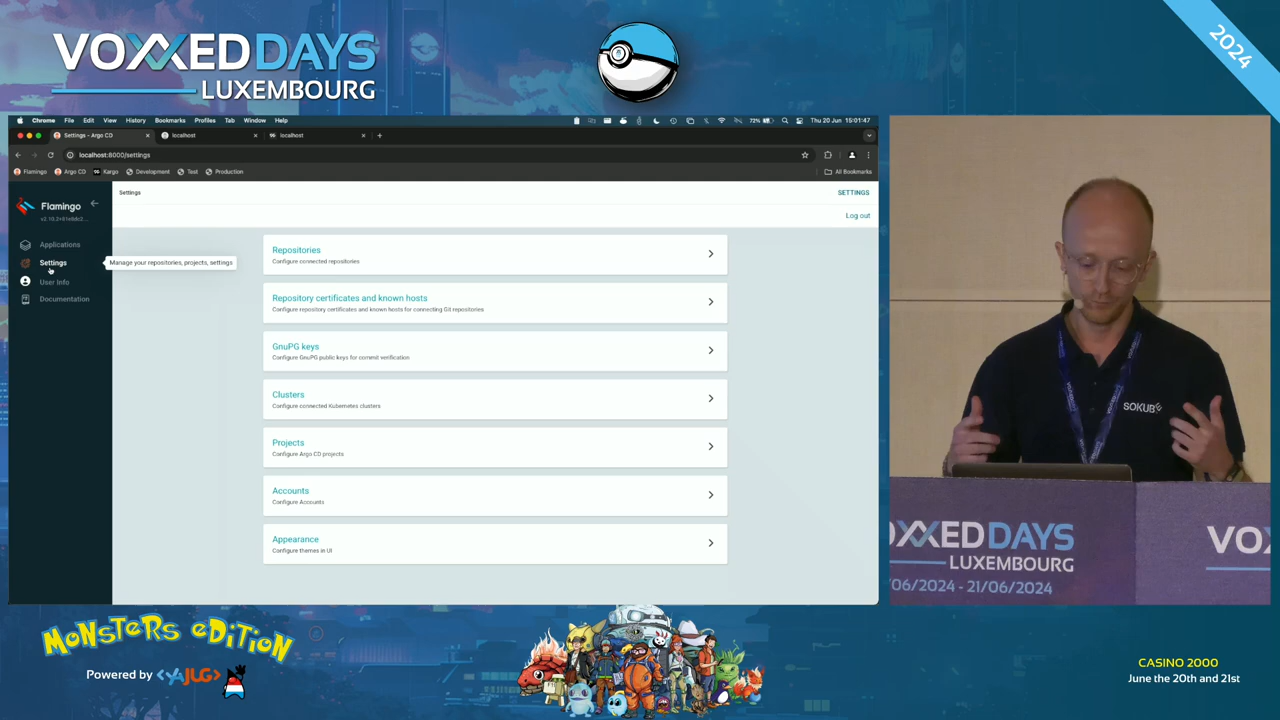 VOXXEDDAYS
LUXEMBOURG
2024
Chrome File Edit View History Bookmarks Profiles Tab Window Help
72%
Thu 20 Jun 15:01:47
Settings - Argo CD
localhost
localhost
localhost:8000/settings
Flamingo
Argo CD
Kargo
Development
Test
Production
All Bookmarks
Flamingo
Applications
Settings
User Info
Documentation
Manage your repositories, projects, settings
Settings
SETTINGS
Log out
Repositories
Configure connected repositories
Repository certificates and known hosts
Configure repository certificates and known hosts for connecting Git repositories
GnuPG keys
Configure GnuPG public keys for commit verification
Clusters
Configure connected Kubernetes clusters
Projects
Configure Argo CD projects
Accounts
Configure Accounts
Appearance
Configure themes in UI
SOKUBE
XXEDDAYS
LUXEMBOURG
/06/2024 - 21/06/2024
VO
MONSTERS EDITION
Powered by <YAJUG>
CASINO 2000
June the 20th and 21st